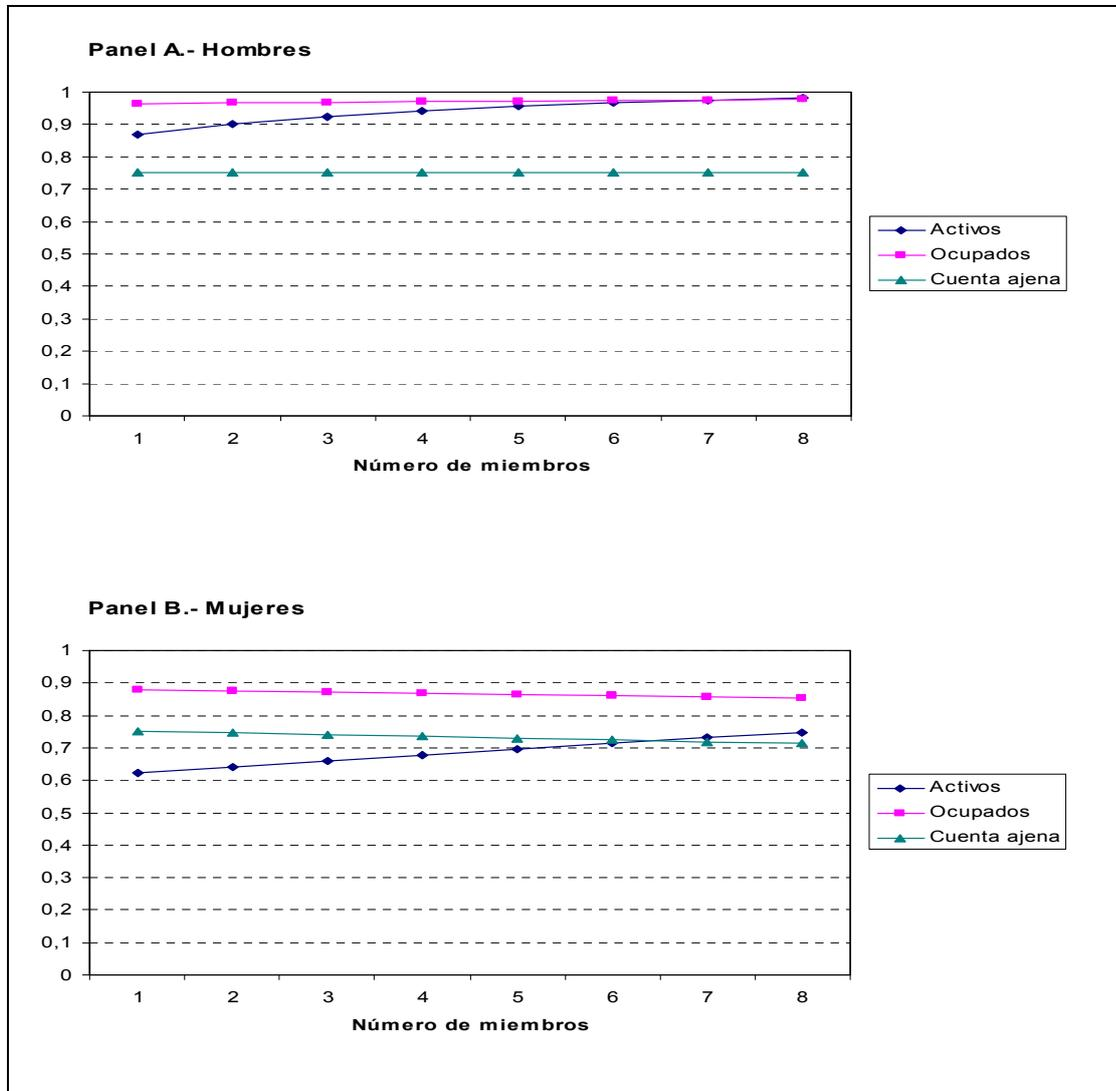 Panel A.- Hombres
1
0,9
0,8
0,7
0,6
0,5
0,4
0,3
0,2
0,1
0
1 2 3 4 5 6 7 8
Número de miembros
Activos
Ocupados
Cuenta ajena
Panel B.- Mujeres
1
0,9
0,8
0,7
0,6
0,5
0,4
0,3
0,2
0,1
0
1 2 3 4 5 6 7 8
Número de miembros
Activos
Ocupados
Cuenta ajena